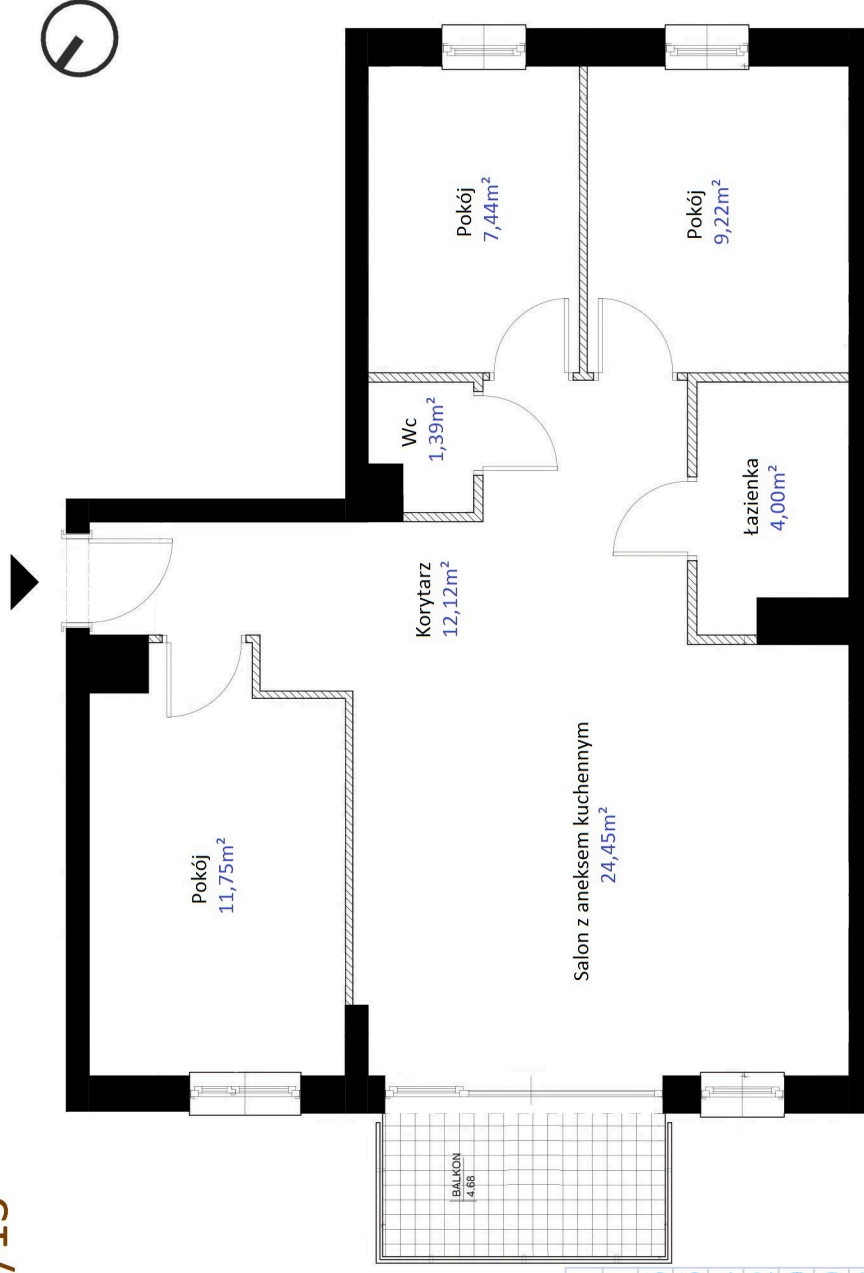 Pokój
7,44m²
Pokój
9,22m²
Wc
1,39m²
Łazienka
4,00m²
Korytarz
12,12m²
Pokój
11,75m²
Salon z aneksem kuchennym
24,45m²
BALKON
4.68